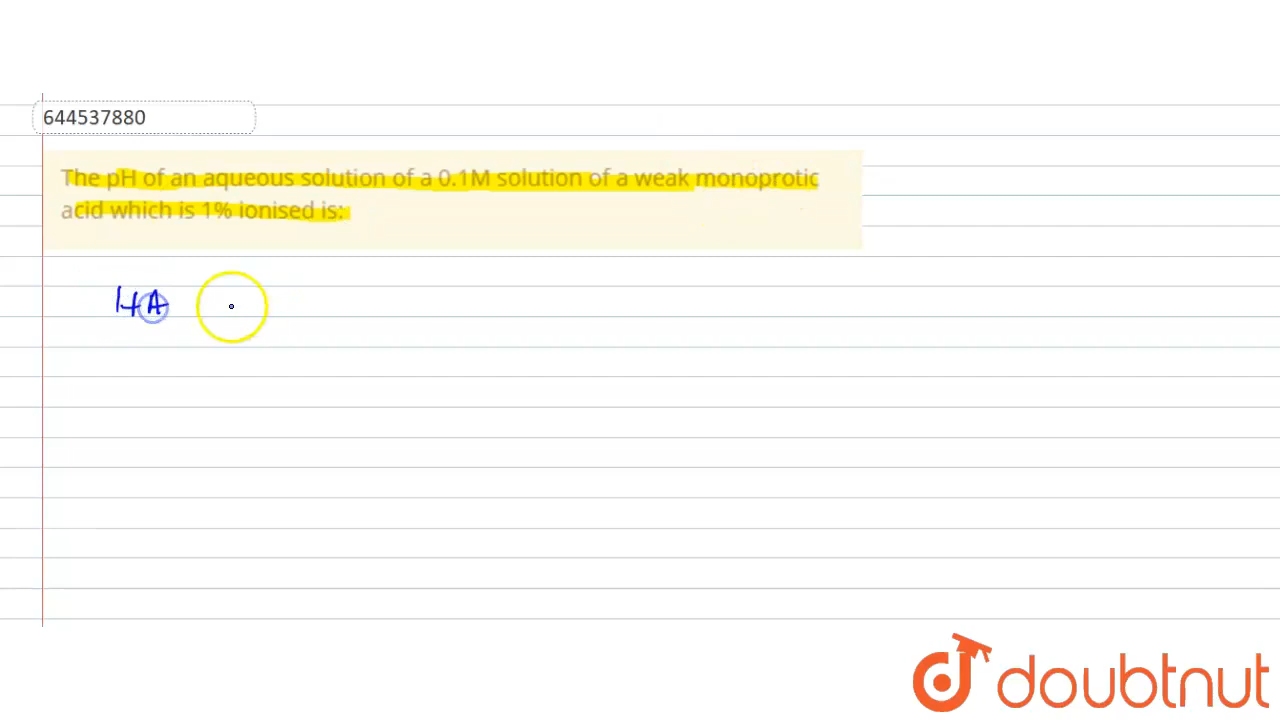 644537880
The pH of an aqueous solution of a 0.1M solution of a weak monoprotic
acid which is 1% ionised is:
HA
doubtnut